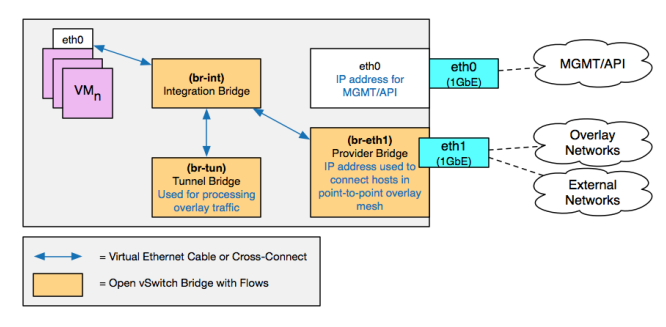 eth0
VMn
(br-int)
Integration Bridge
(br-tun)
Tunnel Bridge
Used for processing
overlay traffic
eth0
IP address for
MGMT/API
(br-eth1)
Provider Bridge
IP address used to
connect hosts in
point-to-point overlay
mesh
eth0
(1GbE)
eth1
(1GbE)
MGMT/API
Overlay
Networks
External
Networks
= Virtual Ethernet Cable or Cross-Connect
= Open vSwitch Bridge with Flows